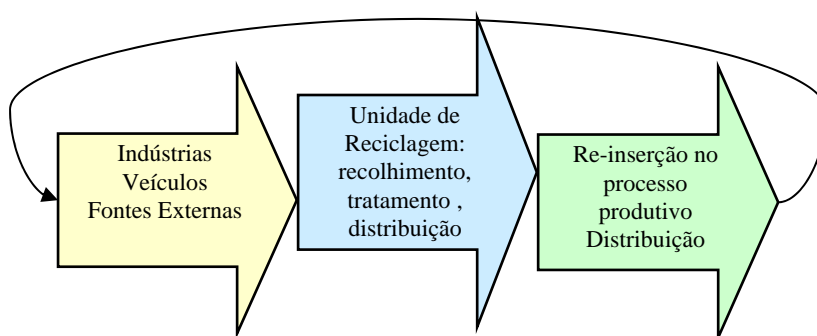 Indústrias
Veículos
Fontes Externas
Unidade de
Reciclagem:
recolhimento,
tratamento ,
distribuição
Re-inserção no
processo
produtivo
Distribuição